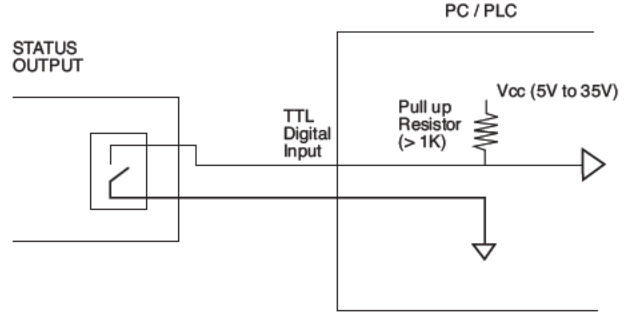 PC / PLC
STATUS
OUTPUT
Vcc (5V to 35V)
Pull up
Resistor
(> 1K)
TTL
Digital
Input